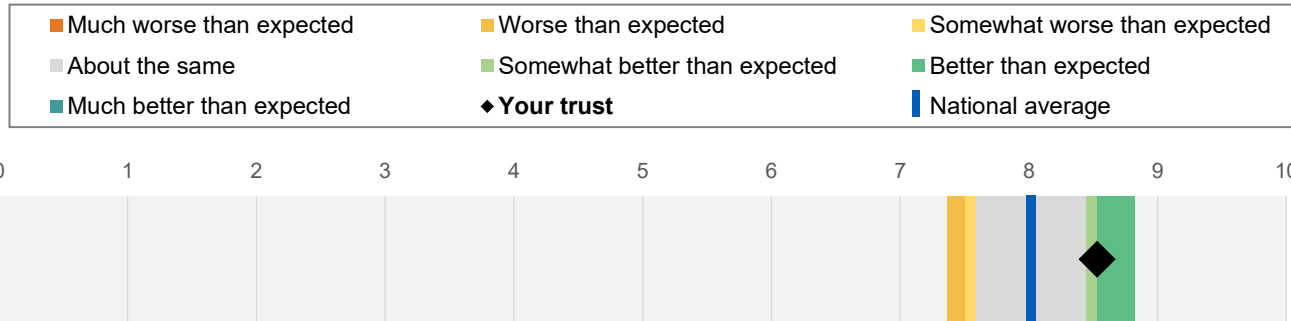 Much worse than expected Worse than expected Somewhat worse than expected
About the same Somewhat better than expected Better than expected
Much better than expected Your trust National average
0 1 2 3 4 5 6 7 8 9 10